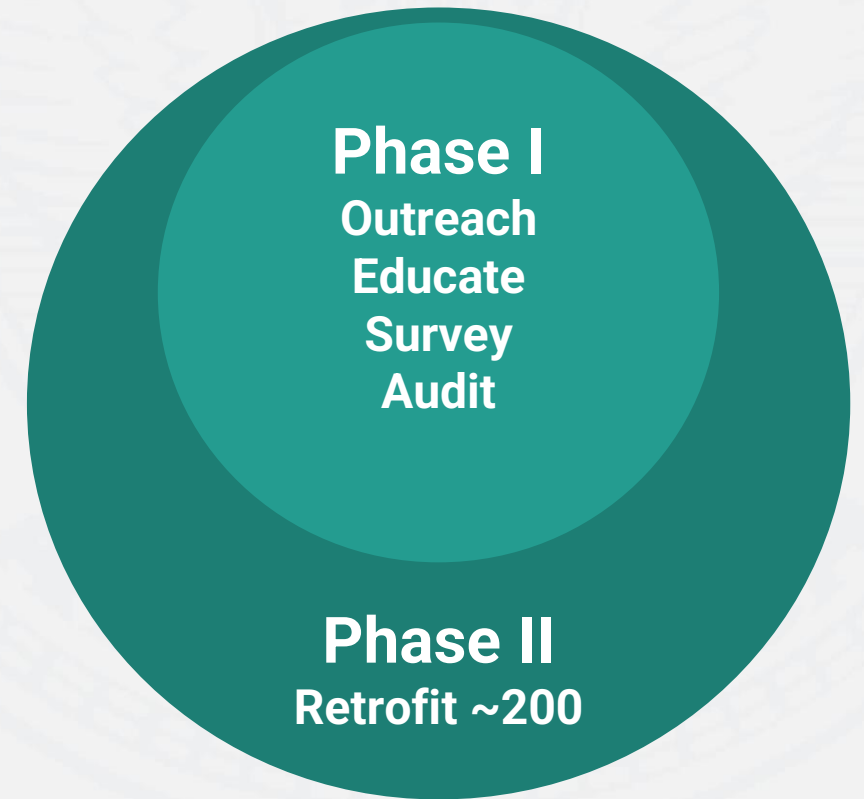 Phase I
Outreach
Educate
Survey
Audit
Phase II
Retrofit ~200